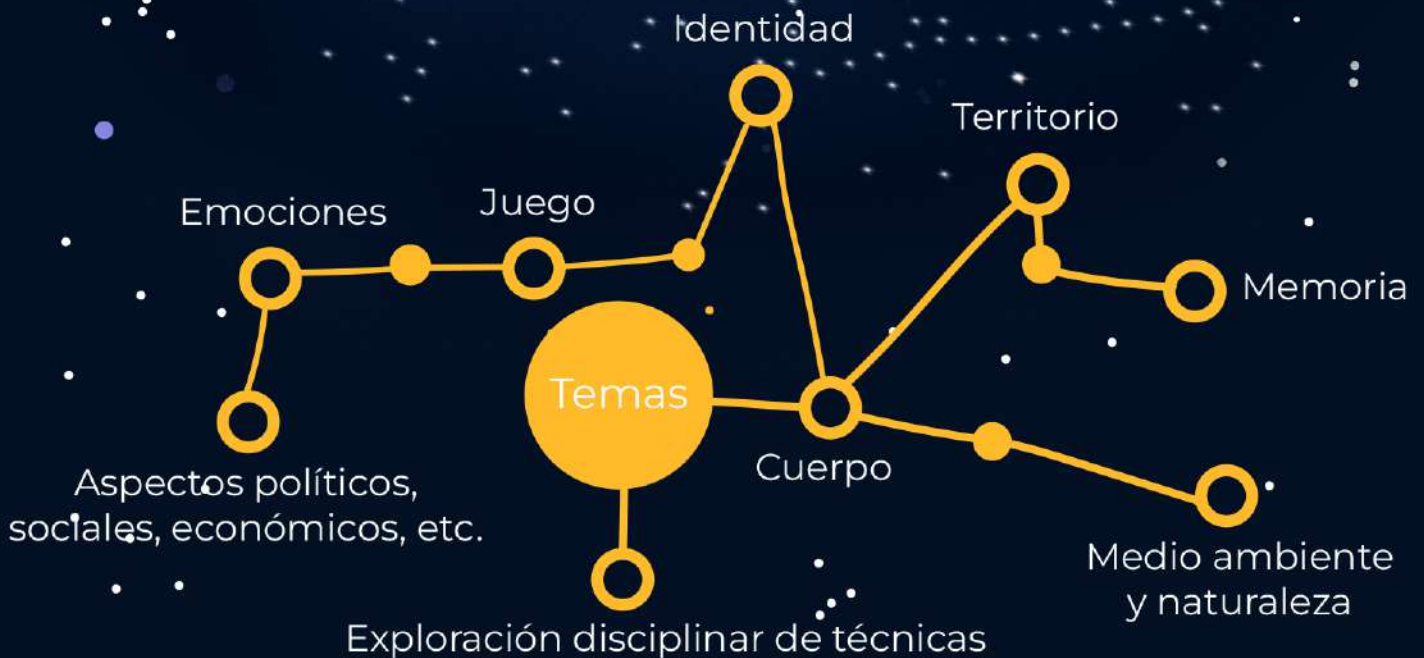 Identidad
Territorio
Emociones
Juego
Memoria
Temas
Cuerpo
Aspectos políticos,
sociales, económicos, etc.
Medio ambiente
y naturaleza
Exploración disciplinar de técnicas